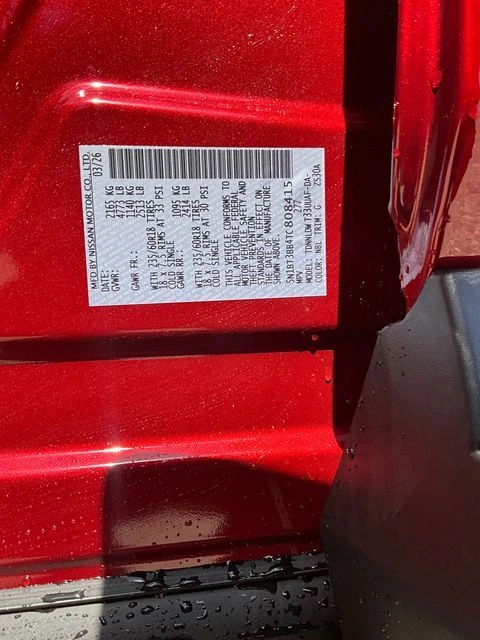 MFD BY NISSAN MOTOR CO., LTD.
DATE: 03/26
GVWR: 2165 KG
4773 LB
GAWR FR.: 1140 KG
2513 LB
WITH 235/60R18 TIRES
18 X 7.5 RIMS AT 33 PSI
COLD SINGLE
GAWR RR.: 1095 KG
2414 LB
WITH 235/60R18 TIRES
18 X 7.5 RIMS AT 30 PSI
COLD SINGLE
THIS VEHICLE CONFORMS TO
ALL APPLICABLE FEDERAL
MOTOR VEHICLE SAFETY AND
THEFT PREVENTION
STANDARDS IN EFFECT ON
THE DATE OF MANUFACTURE.
5N1BT3BB4TC808415
MPV 277
MODEL: TDNNLDW
COLOR: NBL TRIM: G Z530A